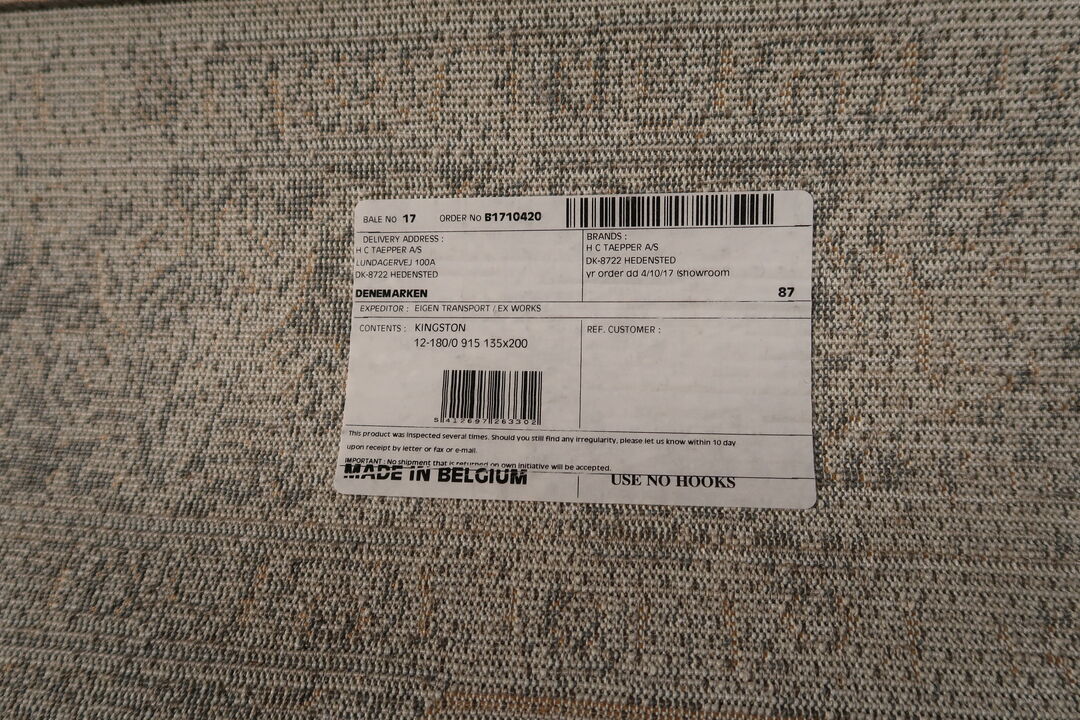 BALE No 17 ORDER No B1710420
DELIVERY ADDRESS :
H C TAEPPER A/S
LUNDAGERVEJ 100A
DK-8722 HEDENSTED
DENEMARKEN
BRANDS :
H C TAEPPER A/S
DK-8722 HEDENSTED
yr order dd 4/10/17 (showroom
87
EXPEDITOR : EIGEN TRANSPORT / EX WORKS
CONTENTS : KINGSTON
12-180/0 915 135x200
5 412697 263302
REF. CUSTOMER :
This product was inspected several times. Should you still find any irregularity, please let us know within 10 day
upon receipt by letter or fax or e-mail.
IMPORTANT : No shipment that is returned on own initiative will be accepted.
MADE IN BELGIUM
USE NO HOOKS